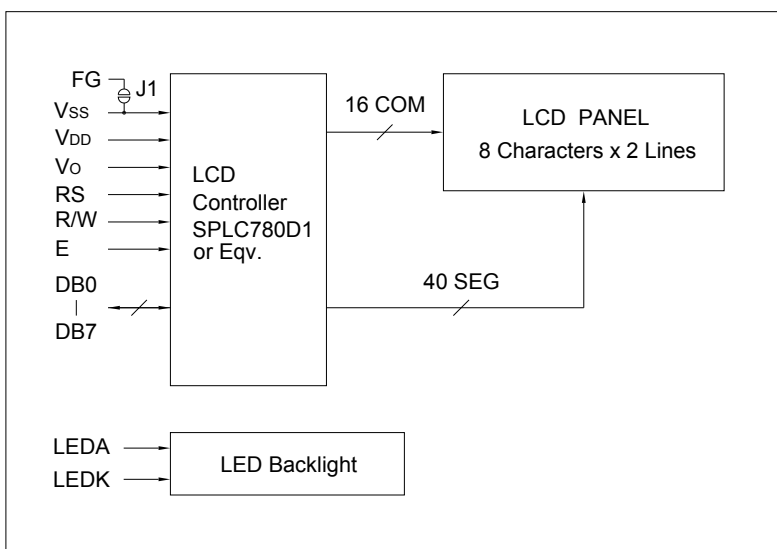 FG
J1
VSS
VDD
VO
RS
R/W
E
DB0
|
DB7
LCD
Controller
SPLC780D1
or Eqv.
16 COM
LCD PANEL
8 Characters x 2 Lines
40 SEG
LEDA
LEDK
LED Backlight